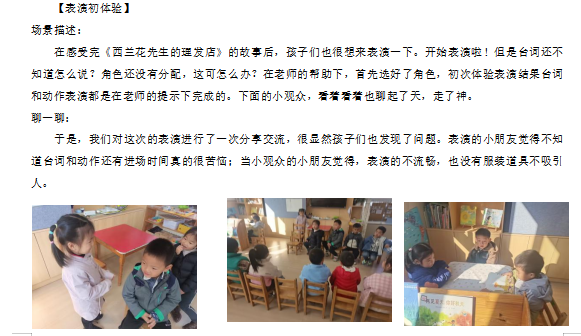 【表演初体验】
场景描述：
在感受完《西兰花先生的理发店》的故事后，孩子们也很想来表演一下。开始表演啦！但是台词还不
知道怎么说？角色还没有分配，这可怎么办？在老师的帮助下，首先选好了角色，初次体验表演结果台词
和动作表演都是在老师的提示下完成的。下面的小观众，看着看着也聊起了天，走了神。
聊一聊：
于是，我们对这次的表演进行了一次分享交流，很显然孩子们也发现了问题。表演的小朋友觉得不知
道台词和动作还有进场时间真的很苦恼；当小观众的小朋友觉得，表演的不流畅，也没有服装道具不吸引
人。